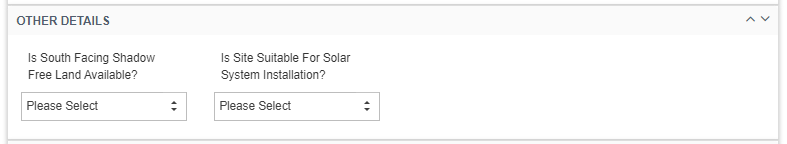 OTHER DETAILS
Is South Facing Shadow
Free Land Available?
Please Select
Is Site Suitable For Solar
System Installation?
Please Select